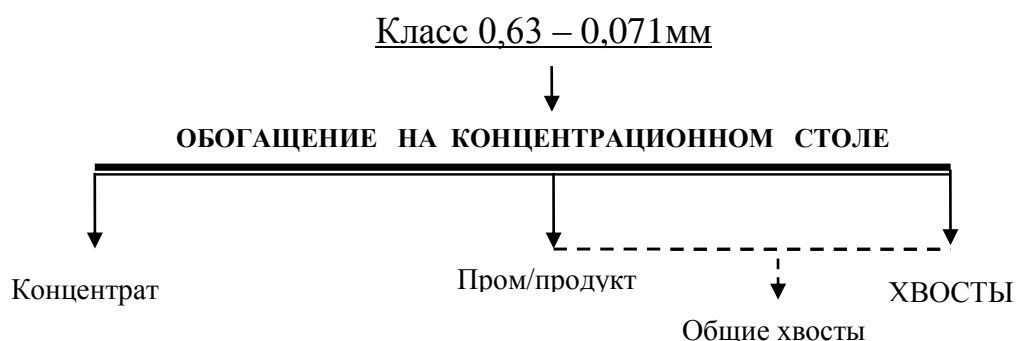 Класс 0,63 – 0,071мм
ОБОГАЩЕНИЕ НА КОНЦЕНТРАЦИОННОМ СТОЛЕ
Концентрат
Пром/продукт
ХВОСТЫ
Общие хвосты